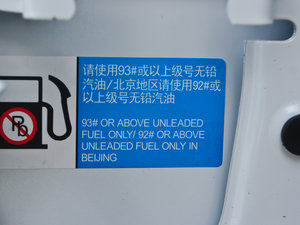 请使用93#或以上级号无铅
汽油/北京地区请使用92#或
以上级号无铅汽油
93# OR ABOVE UNLEADED
FUEL ONLY/ 92# OR ABOVE
UNLEADED FUEL ONLY IN
BEIJING
Pb